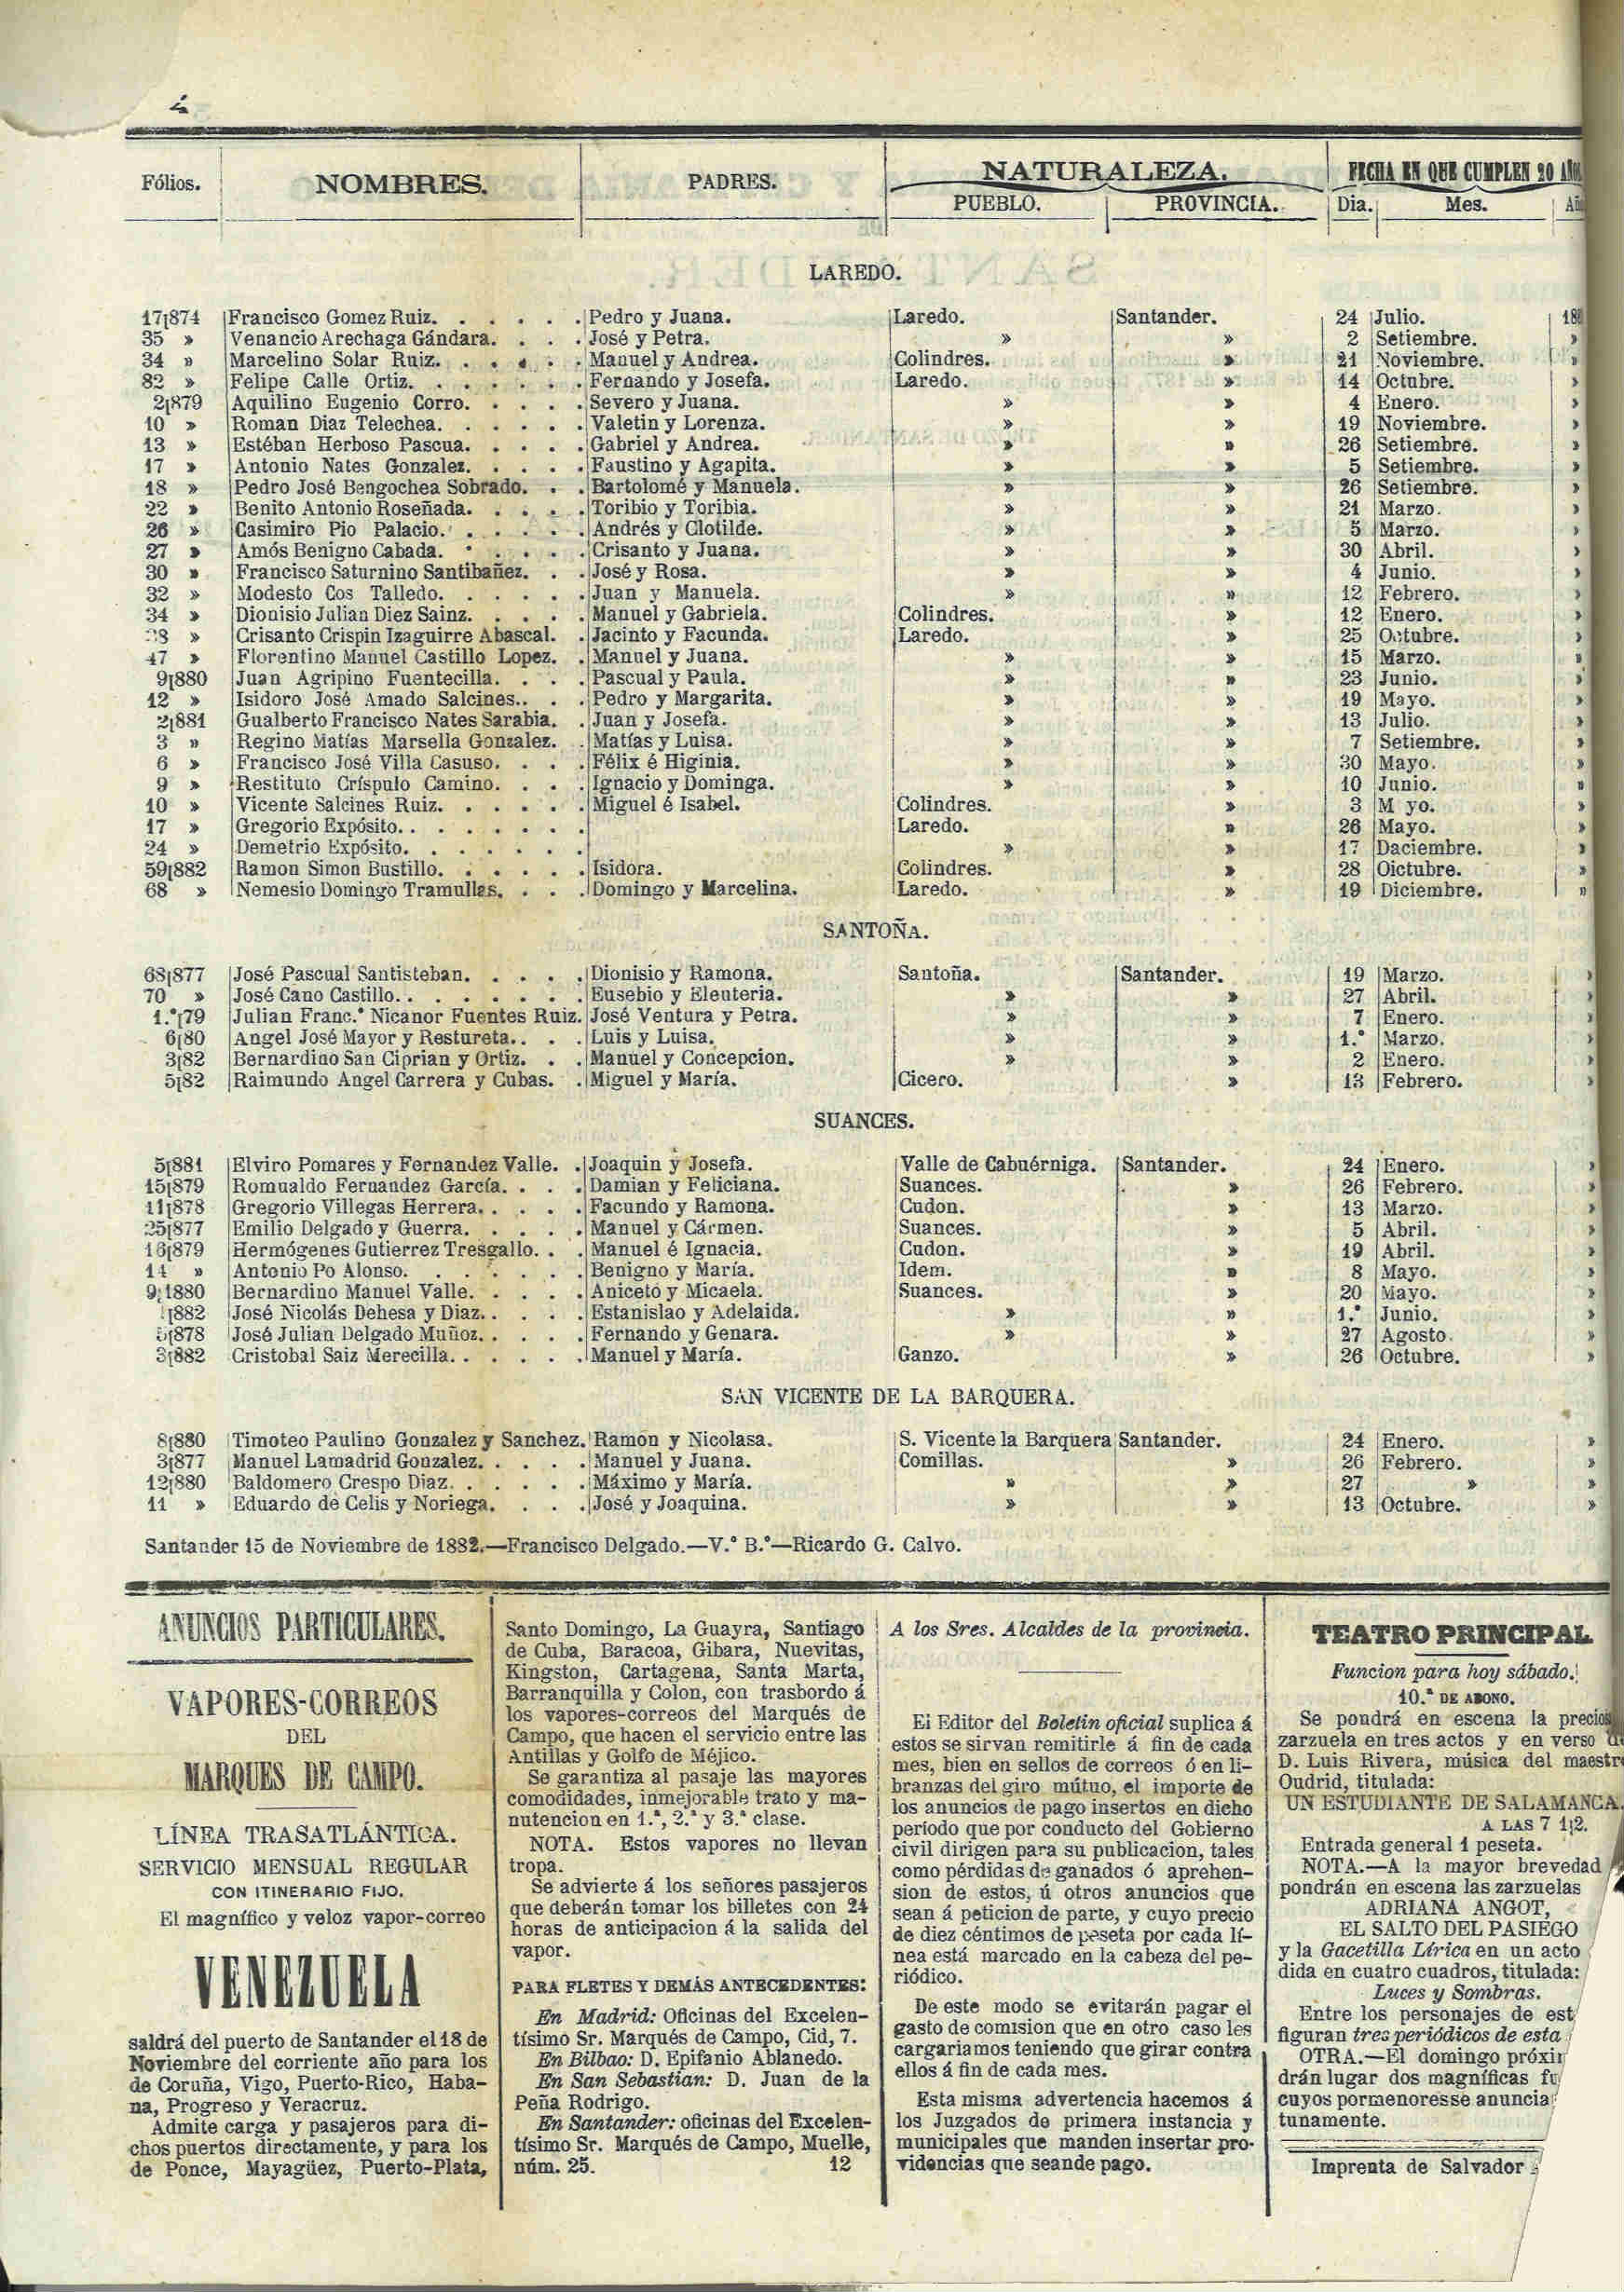 4
Fólios. NOMBRES. PADRES. NATURALEZA. FECHA EN QUE CUMPLEN 20 AÑOS
PUEBLO. PROVINCIA. Dia. Mes. Añ
LAREDO.
17¡874 Francisco Gomez Ruiz. . . . . . Pedro y Juana. Laredo. Santander. 24 Julio. 18
35 » Venancio Arechaga Gándara. . . . José y Petra. » » 2 Setiembre. »
34 » Marcelino Solar Ruiz. . . . . . Manuel y Andrea. Colindres. » 21 Noviembre. »
82 » Felipe Calle Ortiz. . . . . . . Fernando y Josefa. Laredo. » 14 Octubre. »
2¡879 Aquilino Eugenio Corro. . . . . Severo y Juana. » » 4 Enero. »
10 » Roman Diaz Telechea. . . . . . Valetin y Lorenza. » » 19 Noviembre. »
13 » Estéban Herboso Pascua. . . . . Gabriel y Andrea. » » 26 Setiembre. »
17 » Antonio Nates Gonzalez. . . . . Faustino y Agapita. » » 5 Setiembre. »
18 » Pedro José Bengochea Sobrado. . . Bartolomé y Manuela. » » 26 Setiembre. »
22 » Benito Antonio Roseñada. . . . . Toribio y Toribia. » » 21 Marzo. »
26 » Casimiro Pio Palacio. . . . . . Andrés y Clotilde. » » 5 Marzo. »
27 » Amós Benigno Cabada. . . . . . Crisanto y Juana. » » 30 Abril. »
30 » Francisco Saturnino Santibañez. . . José y Rosa. » » 4 Junio. »
32 » Modesto Cos Talledo. . . . . . Juan y Manuela. » » 12 Febrero. »
34 » Dionisio Julian Diez Sainz. . . . . Manuel y Gabriela. Colindres. » 12 Enero. »
38 » Crisanto Crispin Izaguirre Abascal. . Jacinto y Facunda. Laredo. » 25 Octubre. »
47 » Florentino Manuel Castillo Lopez. . Manuel y Juana. » » 15 Marzo. »
9¡880 Juan Agripino Fuentecilla. . . . Pascual y Paula. » » 23 Junio. »
12 » Isidoro José Amado Salcines.. . . Pedro y Margarita. » » 19 Mayo. »
2¡881 Gualberto Francisco Nates Sarabia. . Juan y Josefa. » » 13 Julio. »
3 » Regino Matías Marsella Gonzalez. . Matías y Luisa. » » 7 Setiembre. »
6 » Francisco José Villa Casuso. . . . Félix é Higinia. » » 30 Mayo. »
9 » Restituto Críspulo Camino. . . . Ignacio y Dominga. » » 10 Junio. »
10 » Vicente Salcines Ruiz. . . . . . Miguel é Isabel. Colindres. » 3 M yo. »
17 » Gregorio Expósito. . . . . . . . Laredo. » 26 Mayo. »
24 » Demetrio Expósito. . . . . . . » » 17 Daciembre. »
59¡882 Ramon Simon Bustillo. . . . . . Isidora. Colindres. » 28 Oictubre. »
68 » Nemesio Domingo Tramullas. . . . Domingo y Marcelina. Laredo. » 19 Diciembre. »
SANTOÑA.
68¡877 José Pascual Santisteban. . . . . Dionisio y Ramona. Santoña. Santander. 19 Marzo. »
70 » José Cano Castillo. . . . . . . . Eusebio y Eleuteria. » » 27 Abril. »
1.°¡79 Julian Franc.° Nicanor Fuentes Ruiz. José Ventura y Petra. » » 7 Enero. »
6¡80 Angel José Mayor y Restureta.. . . Luis y Luisa. » » 1.° Marzo. »
3¡82 Bernardino San Ciprian y Ortiz. . . Manuel y Concepcion. » » 2 Enero. »
5¡82 Raimundo Angel Carrera y Cubas. . Miguel y María. Cicero. » 13 Febrero. »
SUANCES.
5¡881 Elviro Pomares y Fernandez Valle. . Joaquin y Josefa. Valle de Cabuérniga. Santander. 24 Enero. »
15¡879 Romualdo Fernandez García. . . . Damian y Feliciana. Suances. » 26 Febrero. »
11¡878 Gregorio Villegas Herrera. . . . . Facundo y Ramona. Cudon. » 13 Marzo. »
25¡877 Emilio Delgado y Guerra. . . . . Manuel y Cármen. Suances. » 5 Abril. »
16¡879 Hermógenes Gutierrez Tresgallo. . . Manuel é Ignacia. Cudon. » 19 Abril. »
14 » Antonio Po Alonso. . . . . . . Benigno y María. Idem. » 8 Mayo. »
9¡1880 Bernardino Manuel Valle. . . . . Aniceto y Micaela. Suances. » 20 Mayo. »
¡882 José Nicolás Dehesa y Diaz. . . . . Estanislao y Adelaida. » » 1.° Junio. »
5¡878 José Julian Delgado Muñoz. . . . . Fernando y Genara. » » 27 Agosto. »
3¡882 Cristobal Saiz Merecilla. . . . . . Manuel y María. Ganzo. » 26 Octubre. »
SAN VICENTE DE LA BARQUERA.
8¡880 Timoteo Paulino Gonzalez y Sanchez. Ramon y Nicolasa. S. Vicente la Barquera Santander. 24 Enero. »
3¡877 Manuel Lamadrid Gonzalez. . . . . Manuel y Juana. Comillas. » 26 Febrero. »
12¡880 Baldomero Crespo Diaz. . . . . . Máximo y María. » » 27 » »
11 » Eduardo de Celis y Noriega. . . . José y Joaquina. » » 13 Octubre. »
Santander 15 de Noviembre de 1882.—Francisco Delgado.—V.° B.°—Ricardo G. Calvo.
ANUNCIOS PARTICULARES.
VAPORES-CORREOS
DEL
MARQUES DE CAMPO.
LÍNEA TRASATLÁNTICA.
SERVICIO MENSUAL REGULAR
CON ITINERARIO FIJO.
El magnífico y veloz vapor-correo
VENEZUELA
saldrá del puerto de Santander el 18 de
Noviembre del corriente año para los
de Coruña, Vigo, Puerto-Rico, Haba-
na, Progreso y Veracruz.
Admite carga y pasajeros para di-
chos puertos directamente, y para los
de Ponce, Mayagüez, Puerto-Plata,
Santo Domingo, La Guayra, Santiago
de Cuba, Baracoa, Gibara, Nuevitas,
Kingston, Cartagena, Santa Marta,
Barranquilla y Colon, con trasbordo á
los vapores-correos del Marqués de
Campo, que hacen el servicio entre las
Antillas y Golfo de Méjico.
Se garantiza al pasaje las mayores
comodidades, inmejorable trato y ma-
nutencion en 1.ª, 2.ª y 3.ª clase.
NOTA. Estos vapores no llevan
tropa.
Se advierte á los señores pasajeros
que deberán tomar los billetes con 24
horas de anticipacion á la salida del
vapor.
PARA FLETES Y DEMÁS ANTECEDENTES:
En Madrid: Oficinas del Excelen-
tísimo Sr. Marqués de Campo, Cid, 7.
En Bilbao: D. Epifanio Ablanedo.
En San Sebastian: D. Juan de la
Peña Rodrigo.
En Santander: oficinas del Excelen-
tísimo Sr. Marqués de Campo, Muelle,
núm. 25. 12
A los Sres. Alcaldes de la provincia.
El Editor del Boletin oficial suplica á
estos se sirvan remitirle á fin de cada
mes, bien en sellos de correos ó en li-
branzas del giro mútuo, el importe de
los anuncios de pago insertos en dicho
período que por conducto del Gobierno
civil dirigen para su publicacion, tales
como pérdidas de ganados ó aprehen-
sion de estos, ú otros anuncios que
sean á peticion de parte, y cuyo precio
de diez céntimos de peseta por cada lí-
nea está marcado en la cabeza del pe-
riódico.
De este modo se evitarán pagar el
gasto de comision que en otro caso les
cargariamos teniendo que girar contra
ellos á fin de cada mes.
Esta misma advertencia hacemos á
los Juzgados de primera instancia y
municipales que manden insertar pro-
videncias que seande pago.
TEATRO PRINCIPAL
Funcion para hoy sábado.
10.ª DE ABONO.
Se pondrá en escena la precios
zarzuela en tres actos y en verso de
D. Luis Rivera, música del maestro
Oudrid, titulada:
UN ESTUDIANTE DE SALAMANCA.
A LAS 7 1¡2.
Entrada general 1 peseta.
NOTA.—A la mayor brevedad
pondrán en escena las zarzuelas
ADRIANA ANGOT,
EL SALTO DEL PASIEGO
y la Gacetilla Lírica en un acto
dida en cuatro cuadros, titulada:
Luces y Sombras.
Entre los personajes de est
figuran tres periódicos de esta
OTRA.—El domingo próxi
drán lugar dos magníficas fu
cuyos pormenoresse anuncia
tunamente.
Imprenta de Salvador